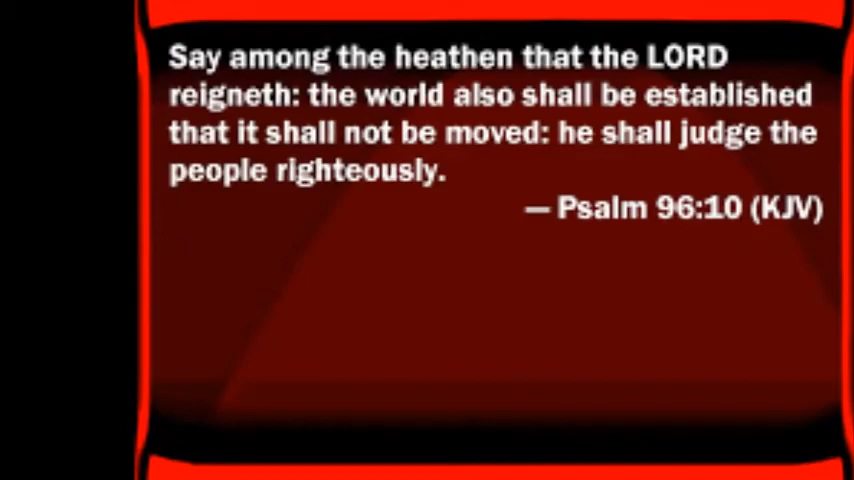 Say among the heathen that the LORD
reigneth: the world also shall be established
that it shall not be moved: he shall judge the
people righteously.
— Psalm 96:10 (KJV)